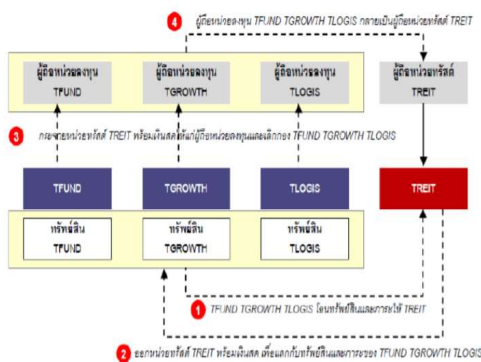 4 ผู้ถือหน่วยลงทุน TFUND TGROWTH TLOGIS กลายเป็นผู้ถือหน่วยทรัสต์ TREIT
ผู้ถือหน่วยลงทุน TFUND
ผู้ถือหน่วยลงทุน TGROWTH
ผู้ถือหน่วยลงทุน TLOGIS
ผู้ถือหน่วยทรัสต์ TREIT
3 กระจายหน่วยทรัสต์ TREIT พร้อมเงินสดให้แก่ผู้ถือหน่วยลงทุนและเลิกกอง TFUND TGROWTH TLOGIS
TFUND
TGROWTH
TLOGIS
TREIT
ทรัพย์สิน TFUND
ทรัพย์สิน TGROWTH
ทรัพย์สิน TLOGIS
1 TFUND TGROWTH TLOGIS โอนทรัพย์สินและภาระให้ TREIT
2 ออกหน่วยทรัสต์ TREIT พร้อมเงินสด เพื่อแลกกับทรัพย์สินและภาระของ TFUND TGROWTH TLOGIS